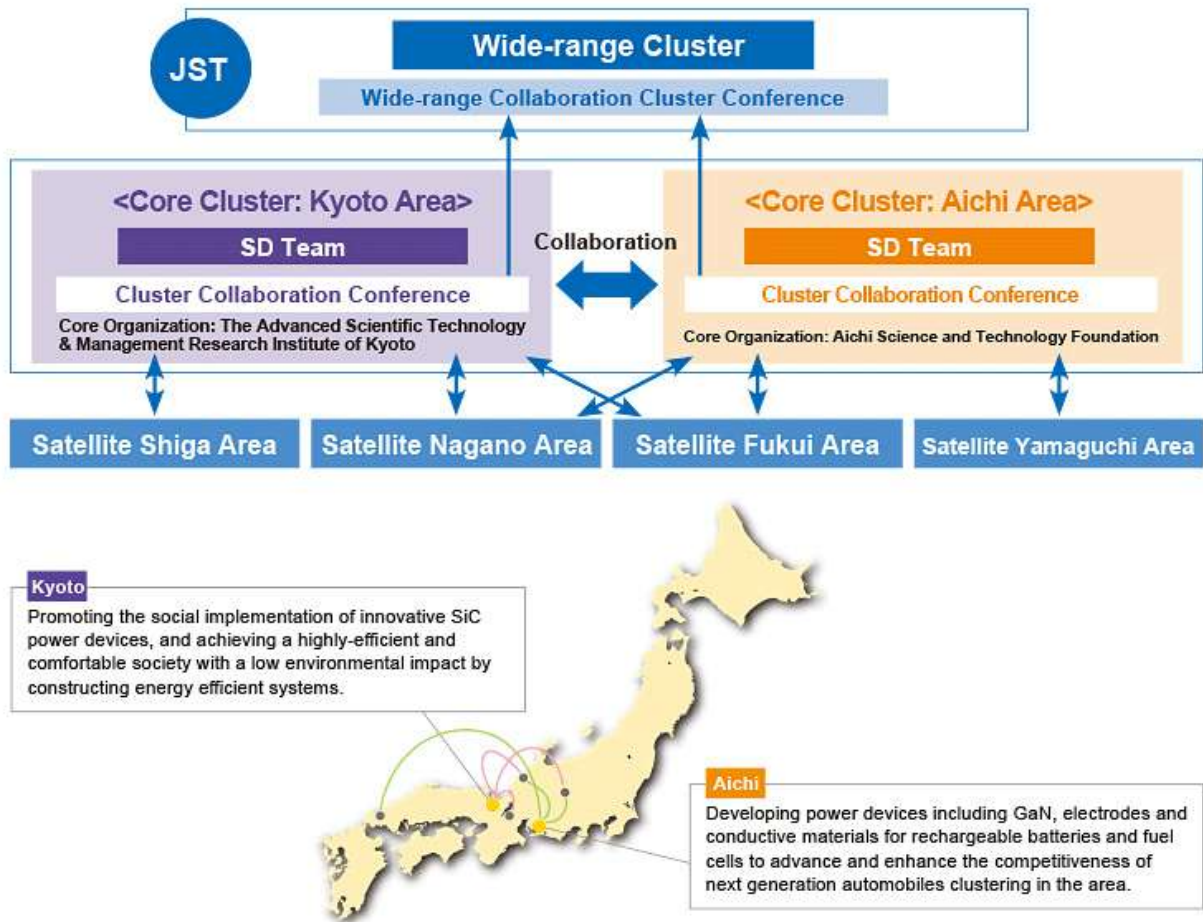 JST
Wide-range Cluster
Wide-range Collaboration Cluster Conference
<Core Cluster: Kyoto Area>
SD Team
Cluster Collaboration Conference
Core Organization: The Advanced Scientific Technology
& Management Research Institute of Kyoto
Collaboration
<Core Cluster: Aichi Area>
SD Team
Cluster Collaboration Conference
Core Organization: Aichi Science and Technology Foundation
Satellite Shiga Area
Satellite Nagano Area
Satellite Fukui Area
Satellite Yamaguchi Area
Kyoto
Promoting the social implementation of innovative SiC
power devices, and achieving a highly-efficient and
comfortable society with a low environmental impact by
constructing energy efficient systems.
Aichi
Developing power devices including GaN, electrodes and
conductive materials for rechargeable batteries and fuel
cells to advance and enhance the competitiveness of
next generation automobiles clustering in the area.